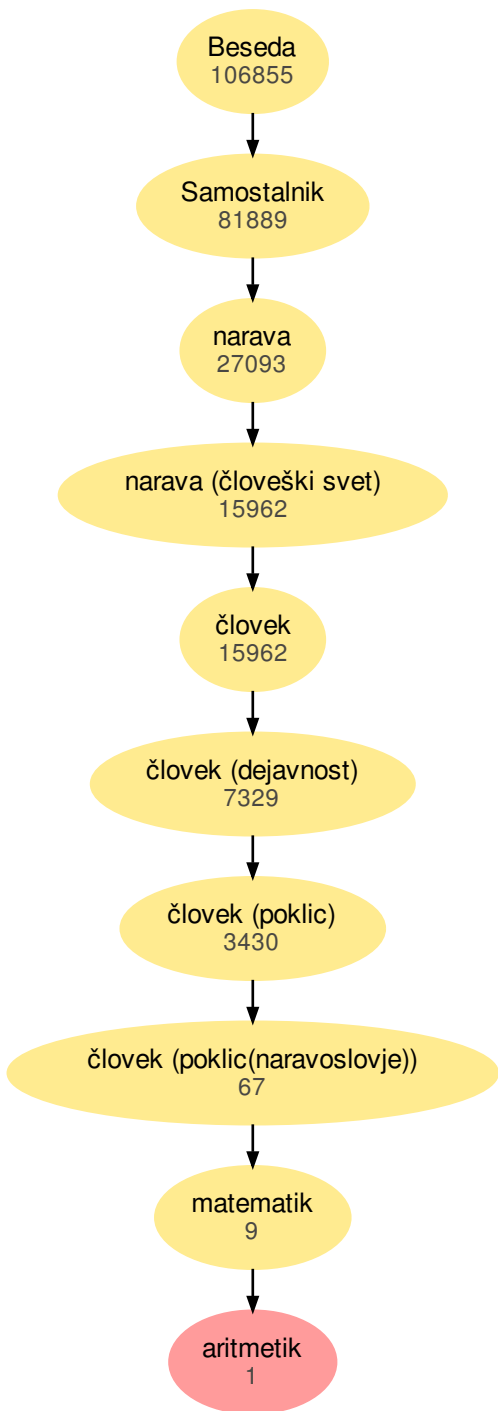 Beseda
106855
Samostalnik
81889
narava
27093
narava (človeški svet)
15962
človek
15962
človek (dejavnost)
7329
človek (poklic)
3430
človek (poklic(naravoslovje))
67
matematik
9
aritmetik
1